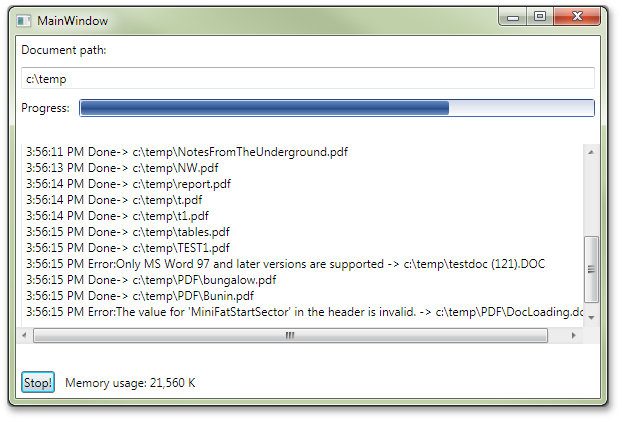 MainWindow
Document path:
c:\temp
Progress:
3:56:11 PM Done-> c:\temp\NotesFromTheUnderground.pdf
3:56:13 PM Done-> c:\temp\NW.pdf
3:56:14 PM Done-> c:\temp\report.pdf
3:56:14 PM Done-> c:\temp\t.pdf
3:56:14 PM Done-> c:\temp\t1.pdf
3:56:15 PM Done-> c:\temp\tables.pdf
3:56:15 PM Done-> c:\temp\TEST1.pdf
3:56:15 PM Error:Only MS Word 97 and later versions are supported -> c:\temp\testdoc (121).DOC
3:56:15 PM Done-> c:\temp\PDF\bungalow.pdf
3:56:15 PM Done-> c:\temp\PDF\Bunin.pdf
3:56:15 PM Error:The value for 'MiniFatStartSector' in the header is invalid. -> c:\temp\PDF\DocLoading.do
Stop! Memory usage: 21,560 K